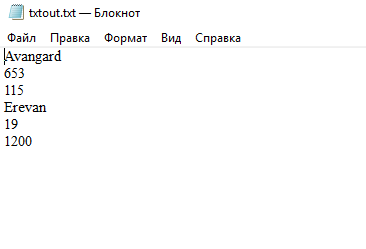 txtout.txt — Блокнот
Файл Правка Формат Вид Справка
Avangard
653
115
Erevan
19
1200